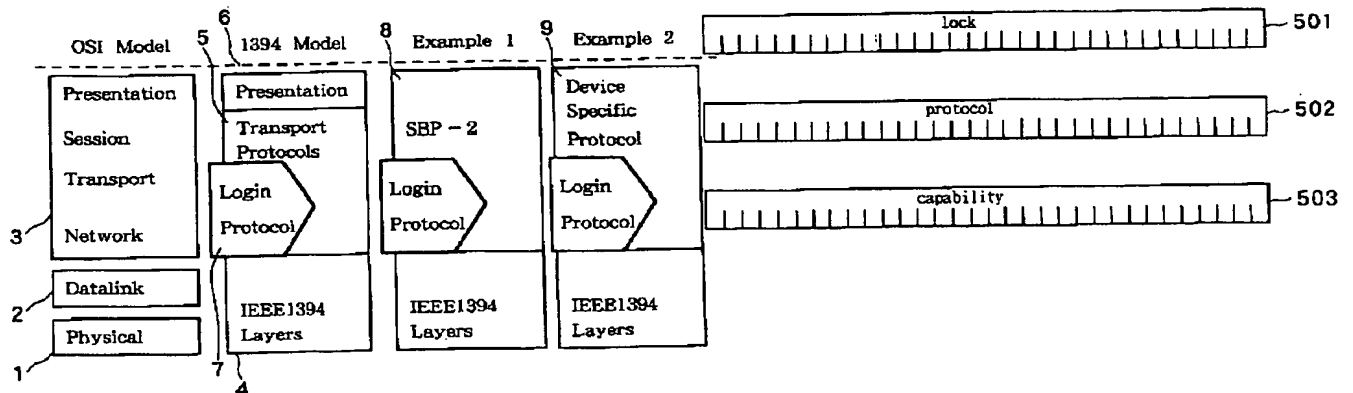 OSI Model
3
Presentation
Session
Transport
Network
2
Datalink
1
Physical
1394 Model
5
6
Presentation
Transport
Protocols
Login
Protocol
7
IEEE1394
Layers
4
Example 1
8
SBP-2
Login
Protocol
IEEE1394
Layers
Example 2
9
Device
Specific
Protocol
Login
Protocol
IEEE1394
Layers
lock
501
protocol
502
capability
503